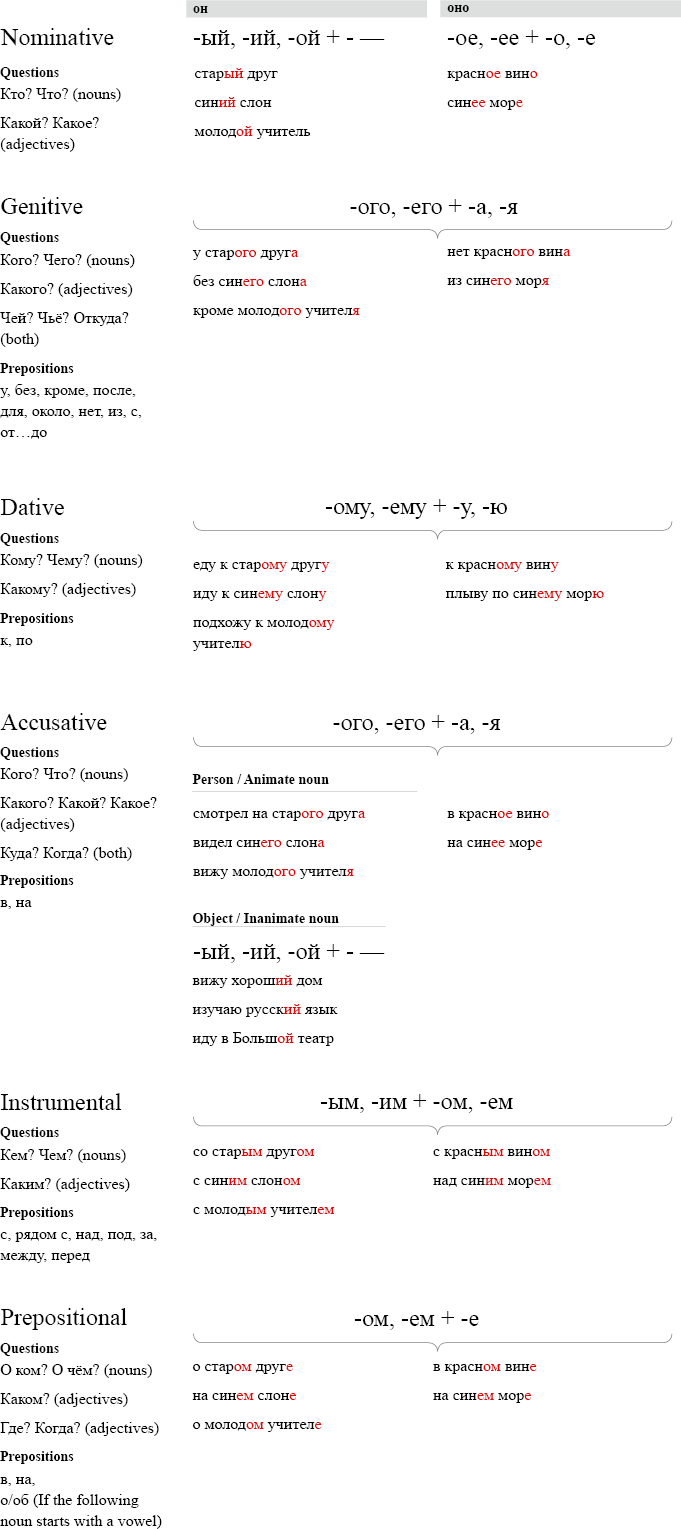 он оно
Nominative -ый, -ий, -ой + - — -ое, -ее + -о, -е
Questions старый друг красное вино
Кто? Что? (nouns) синий слон синее море
Какой? Какое? молодой учитель
(adjectives)
Genitive -ого, -его + -а, -я
Questions
Кого? Чего? (nouns) у старого друга нет красного вина
Какого? (adjectives) без синего слона из синего моря
Чей? Чьё? Откуда? кроме молодого учителя
(both)
Prepositions
у, без, кроме, после,
для, около, нет, из, с,
от…до
Dative -ому, -ему + -у, -ю
Questions
Кому? Чему? (nouns) еду к старому другу к красному вину
Какому? (adjectives) иду к синему слону плыву по синему морю
Prepositions подхожу к молодому
к, по учителю
Accusative -ого, -его + -а, -я
Questions
Кого? Что? (nouns) Person / Animate noun
Какого? Какой? Какое? смотрел на старого друга в красное вино
(adjectives) видел синего слона на синее море
Куда? Когда? (both) вижу молодого учителя
Prepositions
в, на
Object / Inanimate noun
-ый, -ий, -ой + - —
вижу хороший дом
изучаю русский язык
иду в Большой театр
Instrumental -ым, -им + -ом, -ем
Questions
Кем? Чем? (nouns) со старым другом с красным вином
Каким? (adjectives) с синим слоном над синим морем
Prepositions с молодым учителем
с, рядом с, над, под, за,
между, перед
Prepositional -ом, -ем + -е
Questions
О ком? О чём? (nouns) о старом друге в красном вине
Каком? (adjectives) на синем слоне на синем море
Где? Когда? (adjectives) о молодом учителе
Prepositions
в, на,
о/об (If the following
noun starts with a vowel)